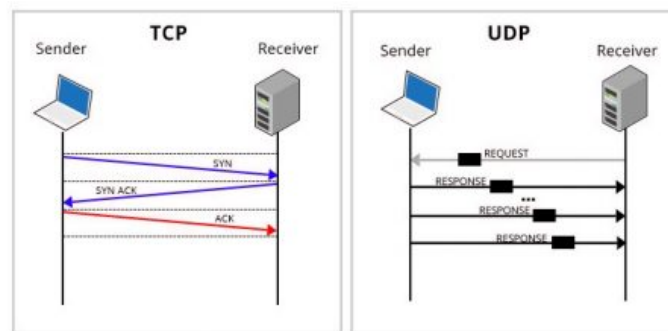 TCP
Sender
Receiver
SYN
SYN ACK
ACK
UDP
Sender
Receiver
REQUEST
RESPONSE
...
RESPONSE
RESPONSE